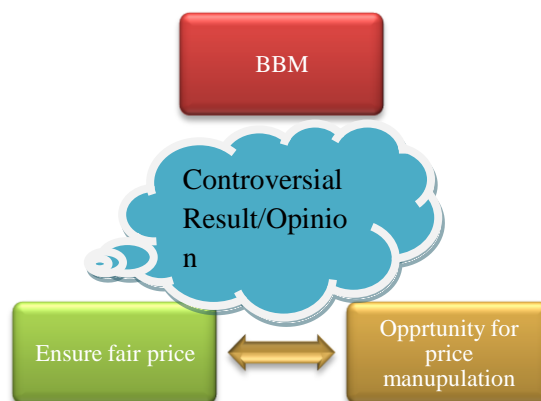 BBM
Controversial
Result/Opinio
n
Ensure fair price
Opprtunity for
price
manupulation